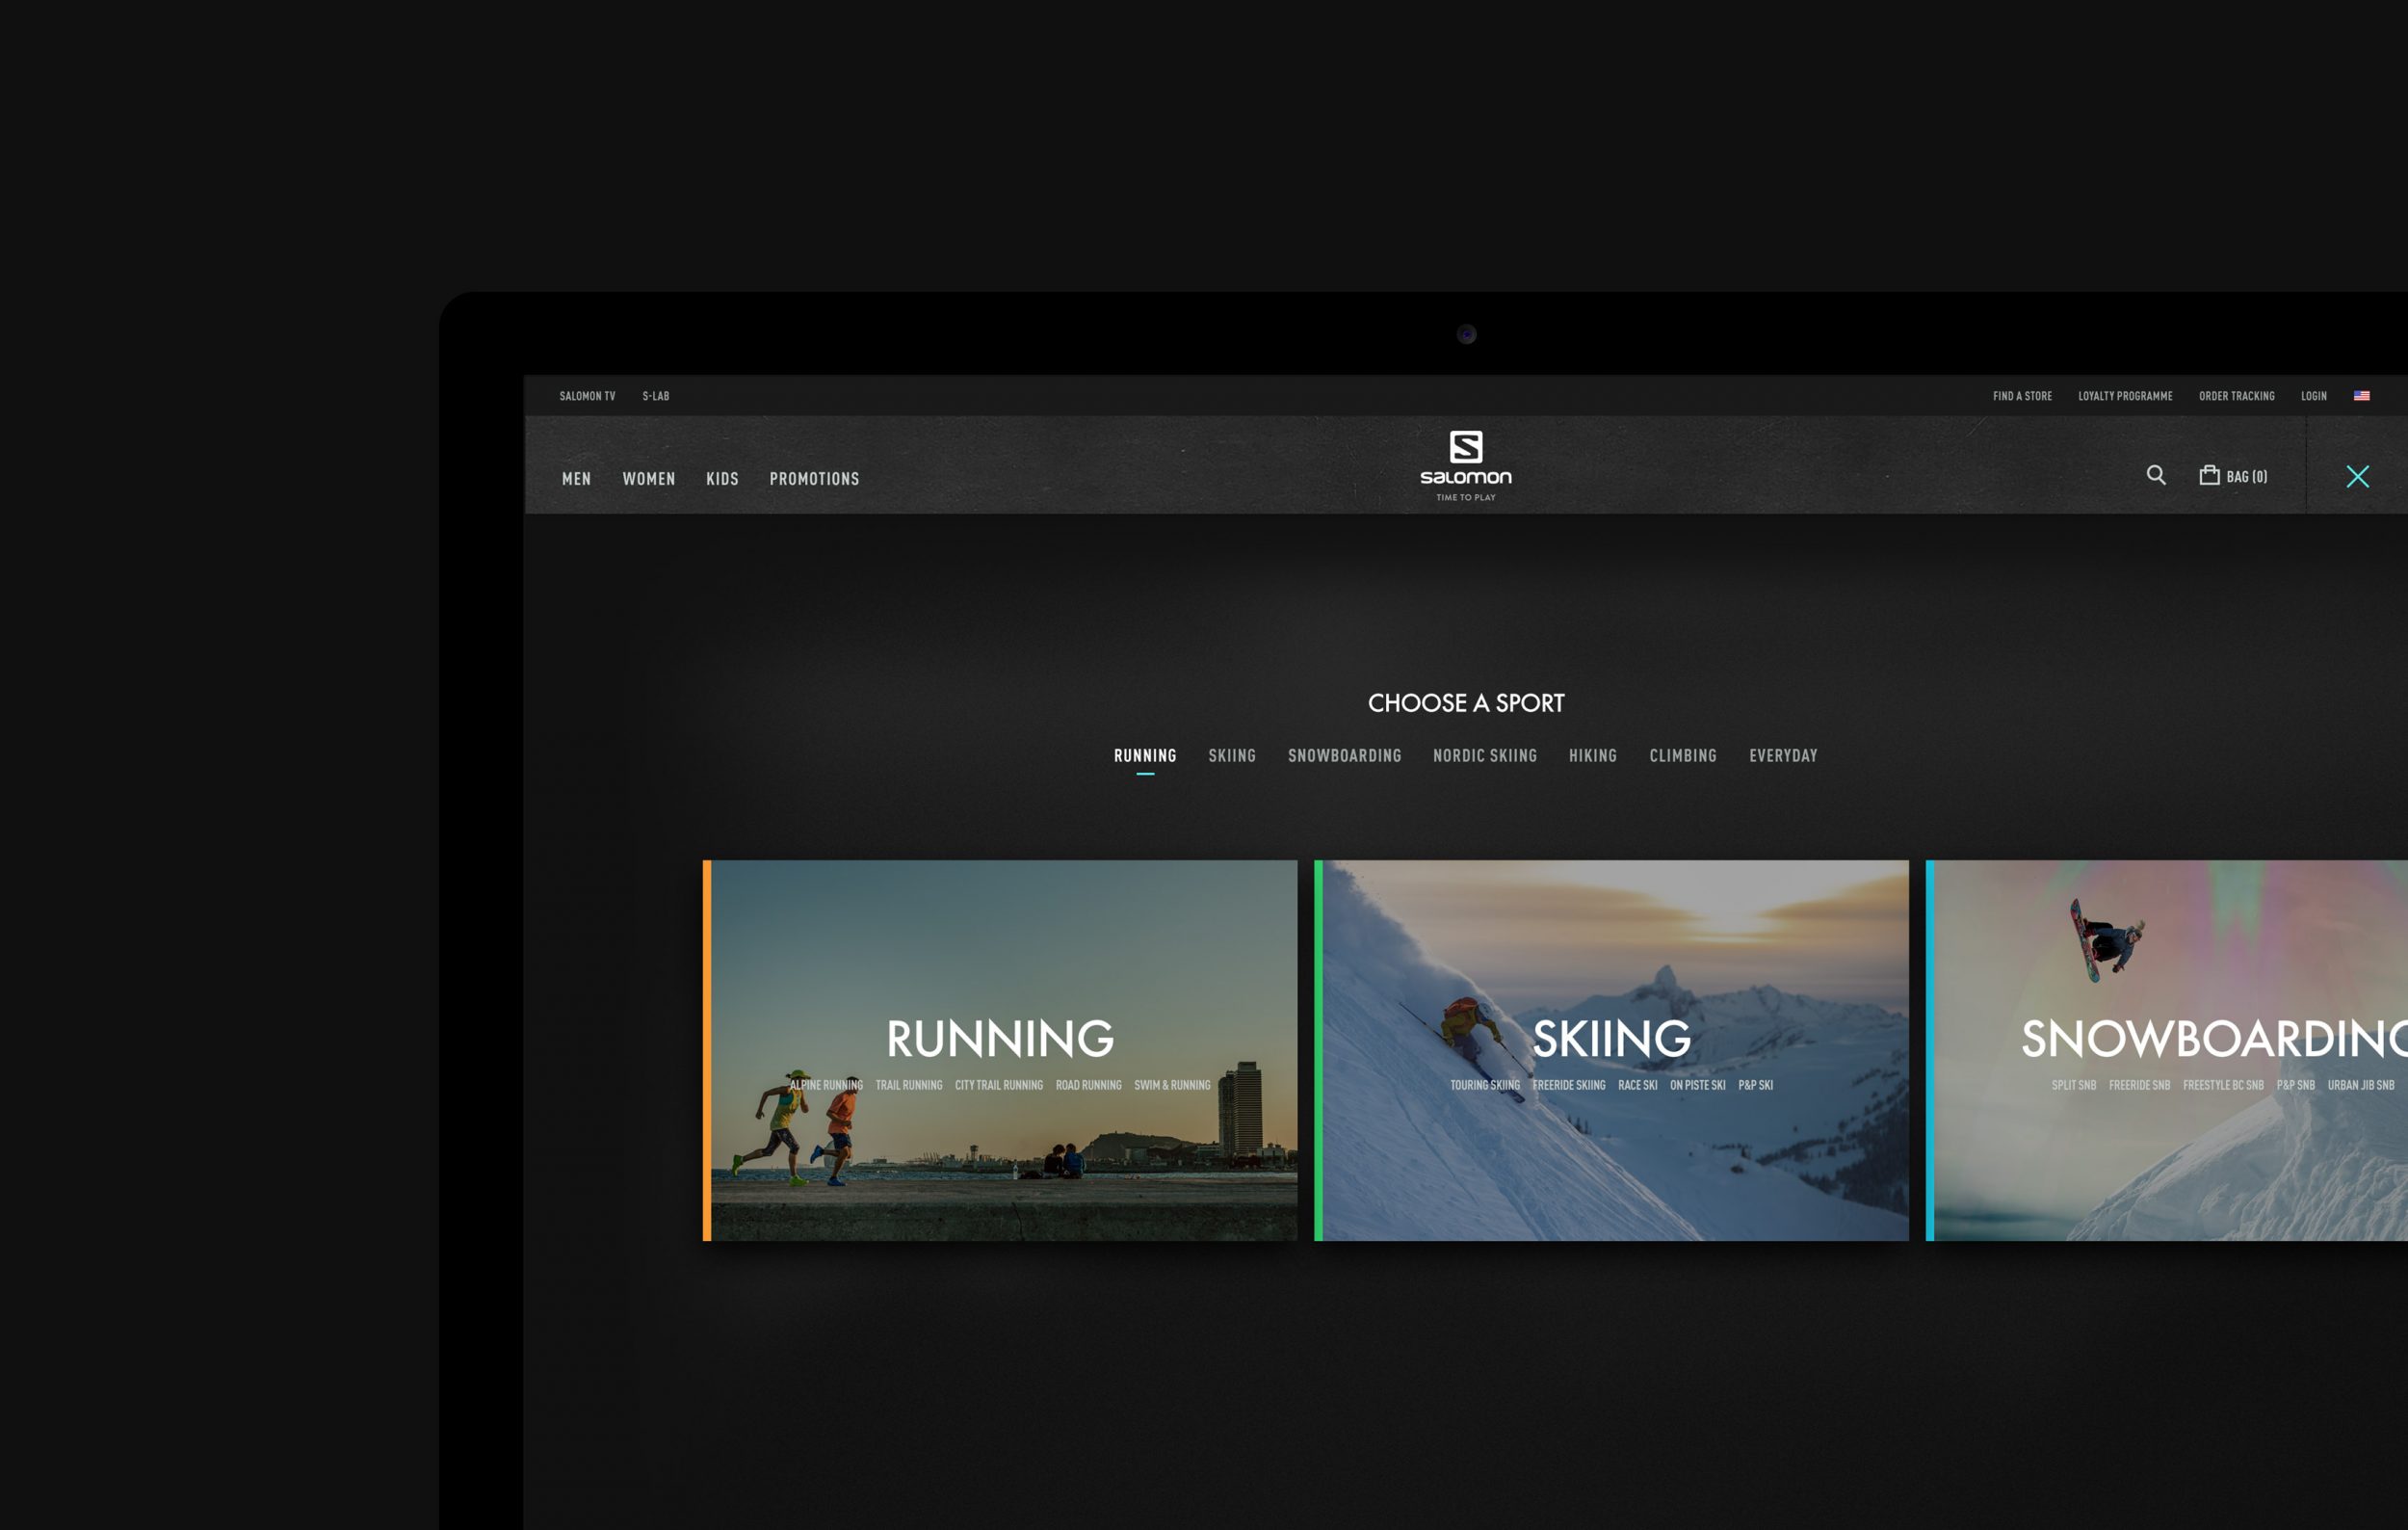 SALOMON TV S-LAB FIND A STORE LOYALTY PROGRAMME ORDER TRACKING LOGIN
MEN WOMEN KIDS PROMOTIONS
S
SALOMON
TIME TO PLAY
BAG (0)
CHOOSE A SPORT
RUNNING SKIING SNOWBOARDING NORDIC SKIING HIKING CLIMBING EVERYDAY
RUNNING
ALPINE RUNNING TRAIL RUNNING CITY TRAIL RUNNING ROAD RUNNING SWIM & RUNNING
SKIING
TOURING SKIING FREERIDE SKIING RACE SKI ON PISTE SKI P&P SKI
SNOWBOARDING
SPLIT SNB FREERIDE SNB FREESTYLE BC SNB P&P SNB URBAN JIB SNB